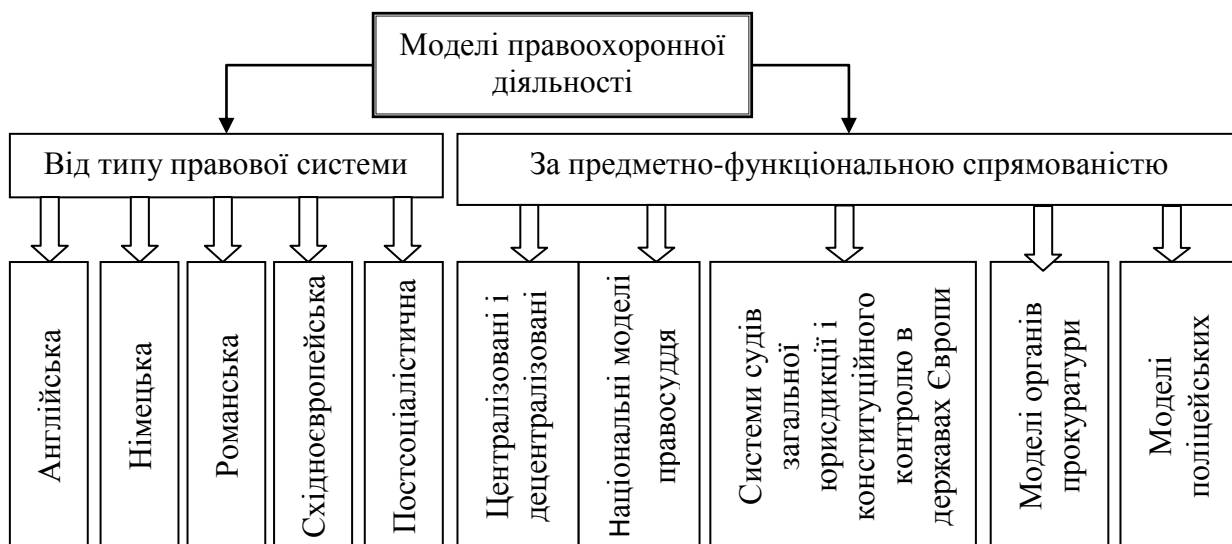 Моделі правоохоронної
діяльності
Від типу правової системи
За предметно-функціональною спрямованістю
Англійська
Німецька
Романська
Східноєвропейська
Постсоціалістична
Централізовані і
децентралізовані
Національні моделі
правосуддя
Системи судів
загальної
юрисдикції і
конституційного
контролю в
державах Європи
Моделі органів
прокуратури
Моделі
поліцейських